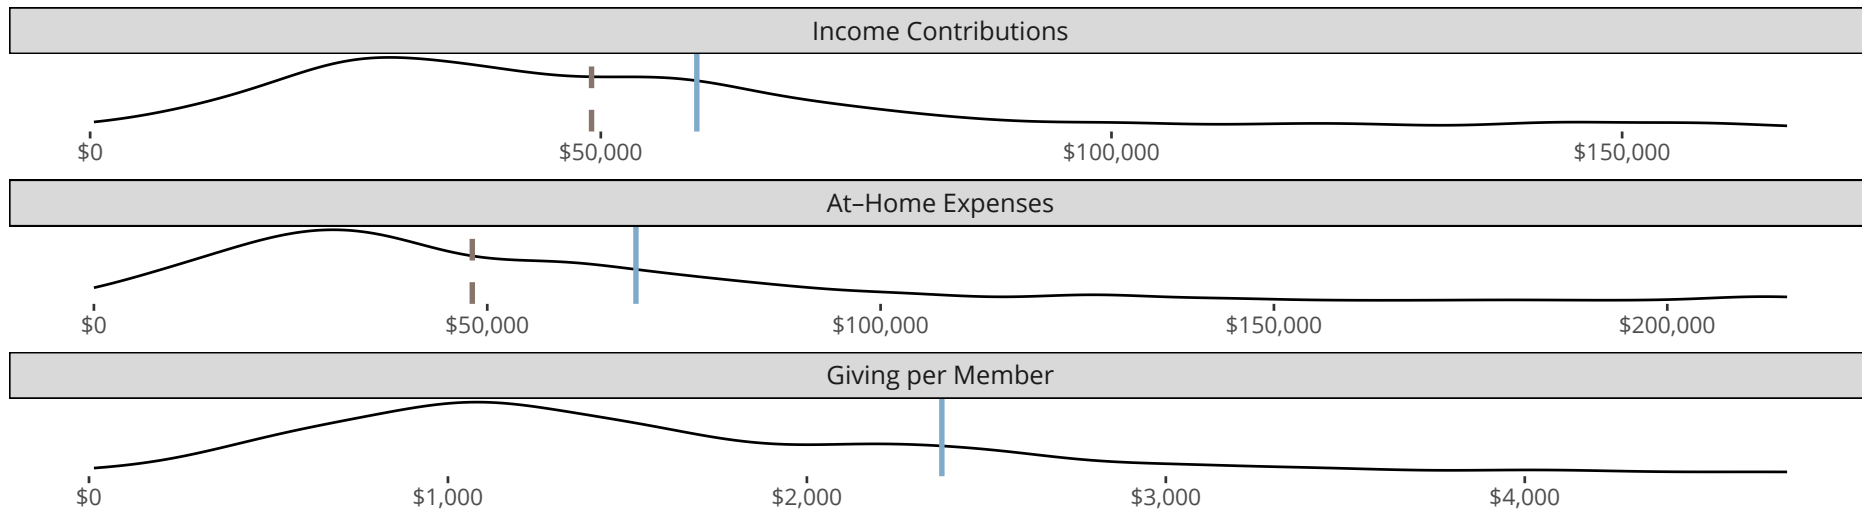 Income Contributions
$0 $50,000 $100,000 $150,000
At–Home Expenses
$0 $50,000 $100,000 $150,000 $200,000
Giving per Member
$0 $1,000 $2,000 $3,000 $4,000